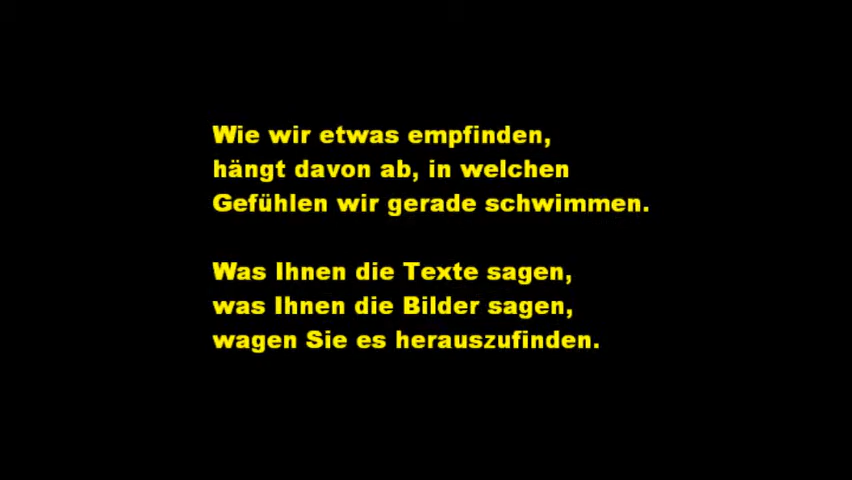 Wie wir etwas empfinden,
hängt davon ab, in welchen
Gefühlen wir gerade schwimmen.
Was Ihnen die Texte sagen,
was Ihnen die Bilder sagen,
wagen Sie es herauszufinden.